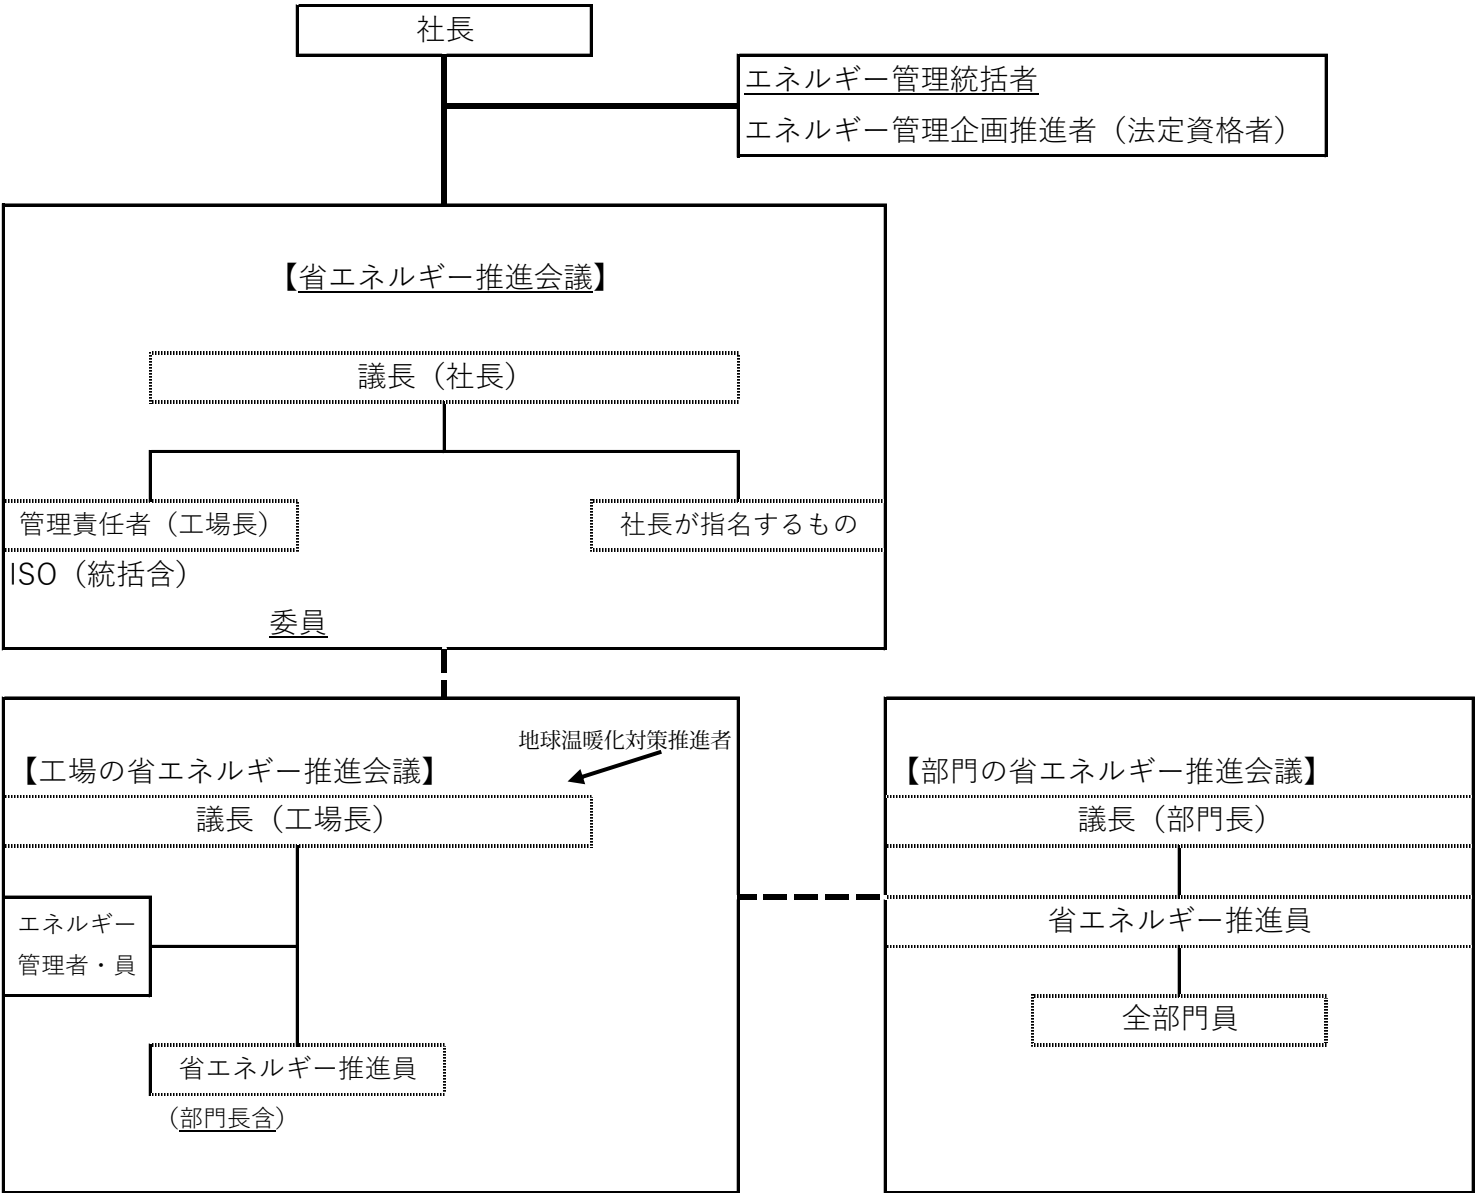 社長
エネルギー管理統括者
エネルギー管理企画推進者（法定資格者）
【省エネルギー推進会議】
議長（社長）
管理責任者（工場長）
社長が指名するもの
ISO（統括含）
委員
地球温暖化対策推進者
【工場の省エネルギー推進会議】
議長（工場長）
エネルギー
管理者・員
省エネルギー推進員
（部門長含）
【部門の省エネルギー推進会議】
議長（部門長）
省エネルギー推進員
全部門員